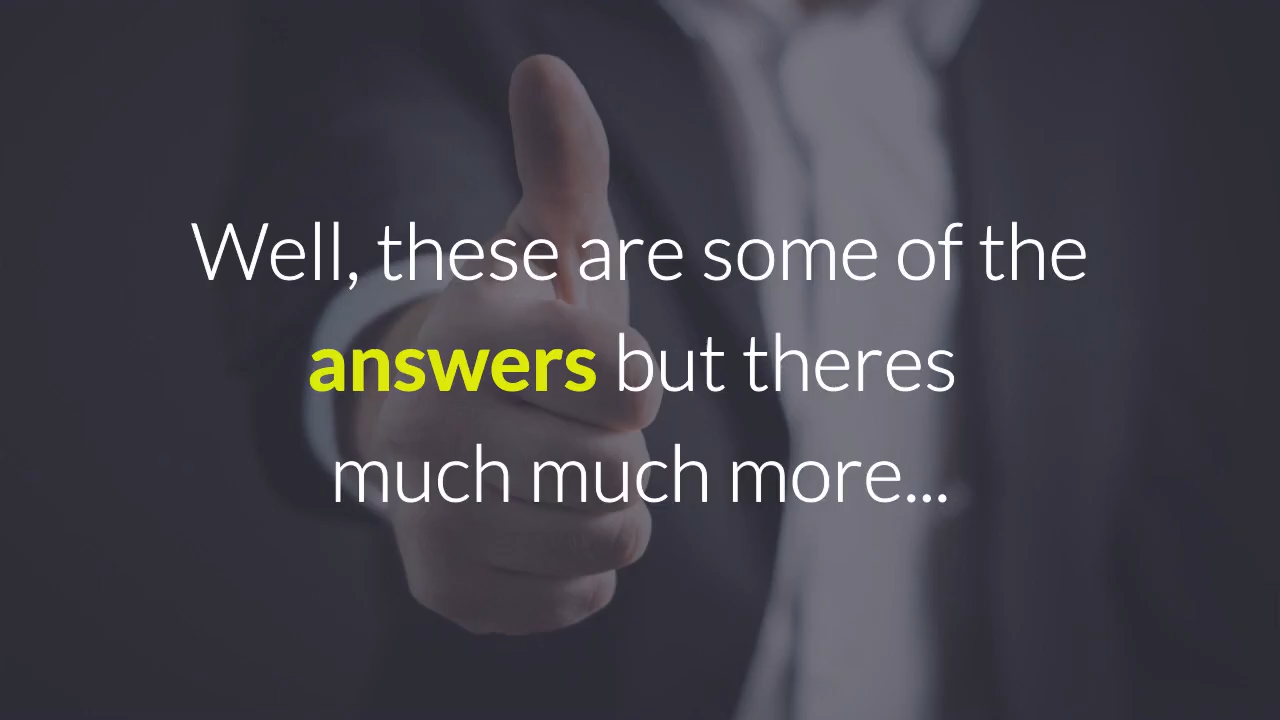 Well, these are some of the
answers but theres
much much more...